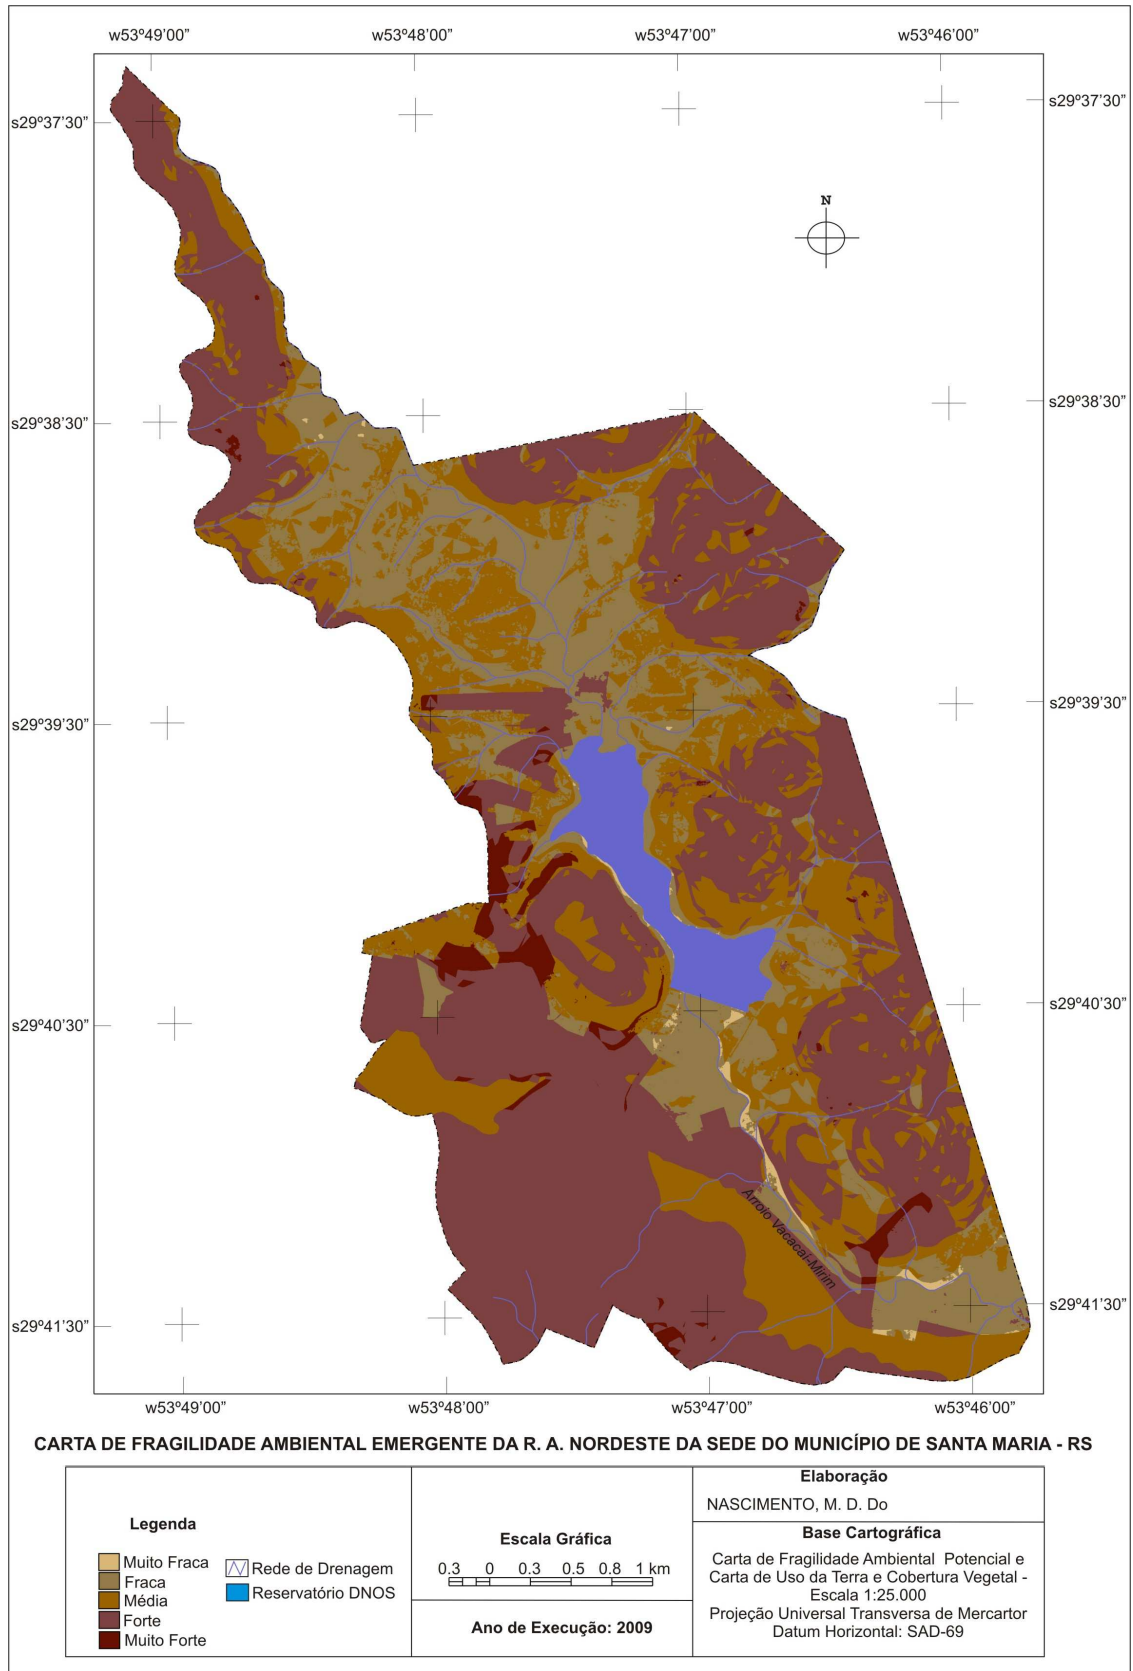 w53º49'00" w53º48'00" w53º47'00" w53º46'00"
s29º37'30" s29º37'30"
N
s29º38'30" s29º38'30"
s29º39'30" s29º39'30"
s29º40'30" s29º40'30"
Arroio Vacacaí-Mirim
s29º41'30" s29º41'30"
w53º49'00" w53º48'00" w53º47'00" w53º46'00"
CARTA DE FRAGILIDADE AMBIENTAL EMERGENTE DA R. A. NORDESTE DA SEDE DO MUNICÍPIO DE SANTA MARIA - RS
Legenda
Muito Fraca
Fraca
Média
Forte
Muito Forte
Rede de Drenagem
Reservatório DNOS
Escala Gráfica
0.3 0 0.3 0.5 0.8 1 km
Ano de Execução: 2009
Elaboração
NASCIMENTO, M. D. Do
Base Cartográfica
Carta de Fragilidade Ambiental Potencial e
Carta de Uso da Terra e Cobertura Vegetal -
Escala 1:25.000
Projeção Universal Transversa de Mercartor
Datum Horizontal: SAD-69